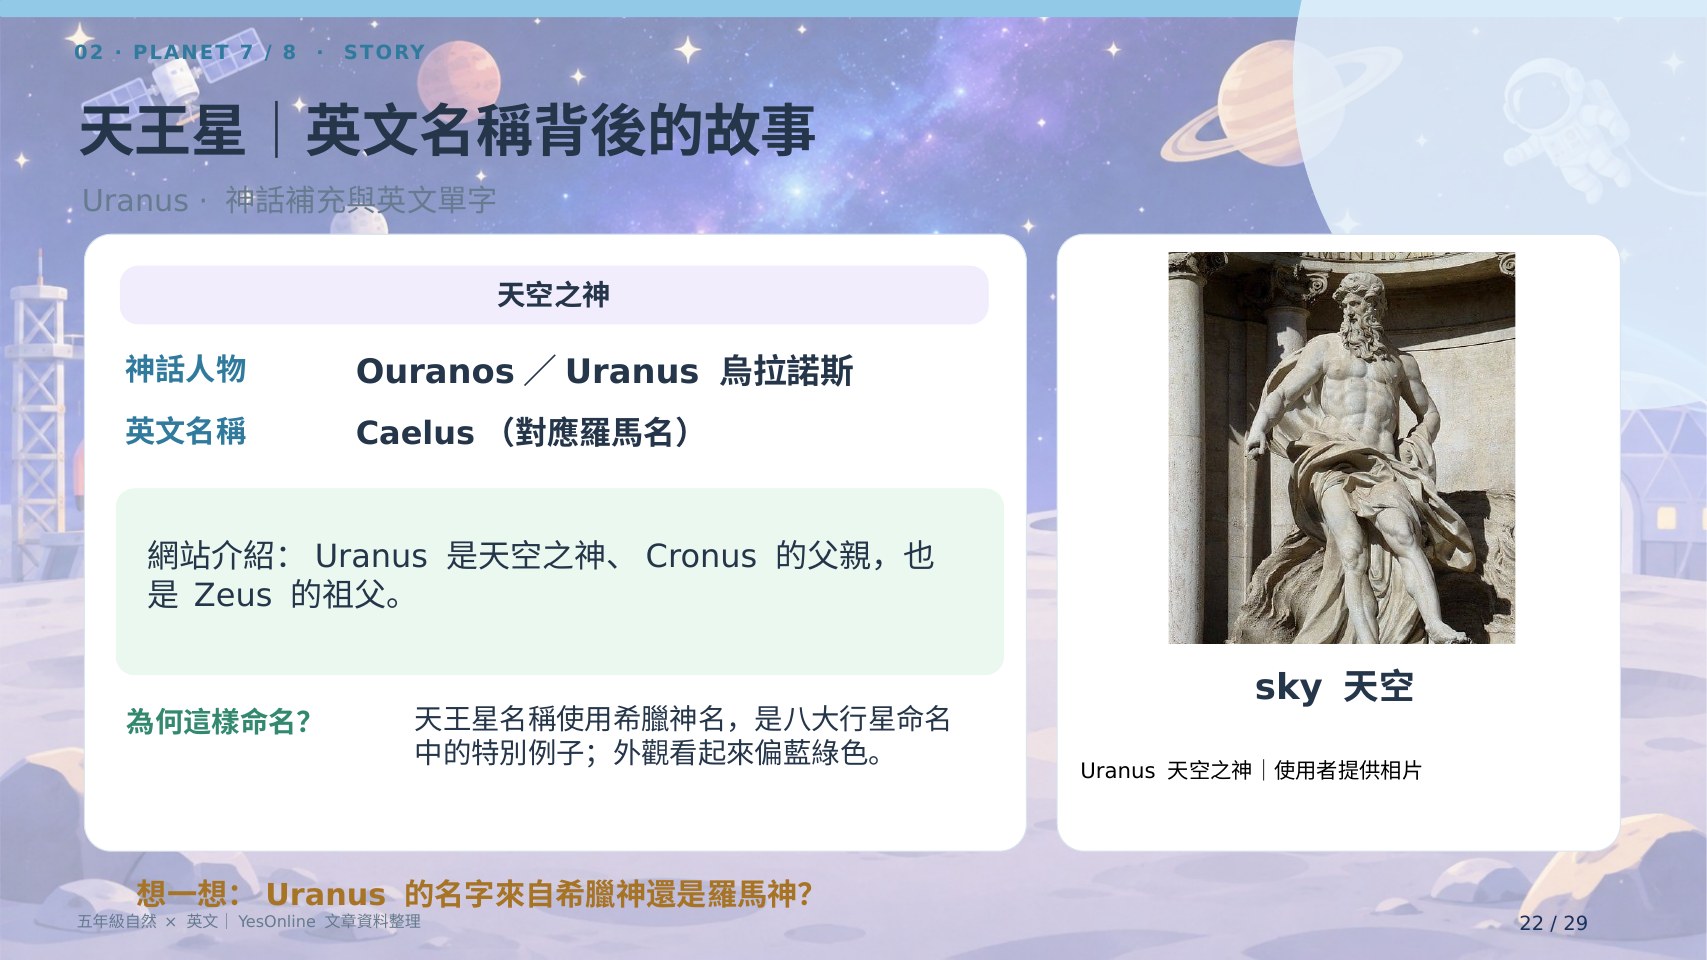 02 · PLANET 7 / 8 · STORY
天王星｜英文名稱背後的故事
Uranus · 神話補充與英文單字
天空之神
神話人物 Ouranos ／ Uranus 烏拉諾斯
英文名稱 Caelus （對應羅馬名）
網站介紹： Uranus 是天空之神、 Cronus 的父親，也
是 Zeus 的祖父。
為何這樣命名？ 天王星名稱使用希臘神名，是八大行星命名
中的特別例子；外觀看起來偏藍綠色。
sky 天空
Uranus 天空之神｜使用者提供相片
想一想： Uranus 的名字來自希臘神還是羅馬神？
五年級自然 × 英文｜ YesOnline 文章資料整理
22 / 29